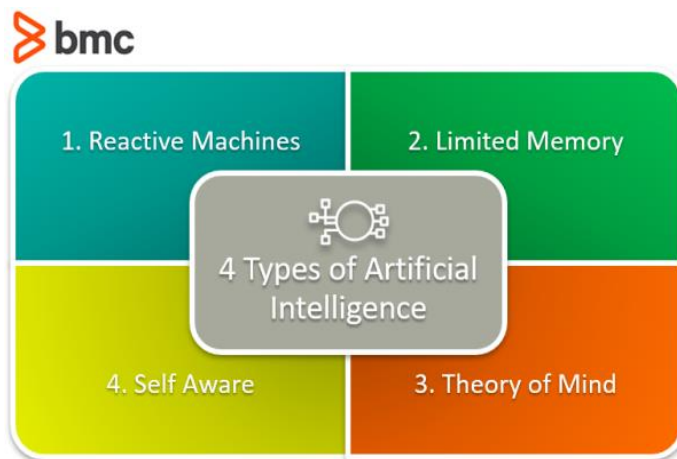 bmc
1. Reactive Machines
2. Limited Memory
4 Types of Artificial
Intelligence
4. Self Aware
3. Theory of Mind